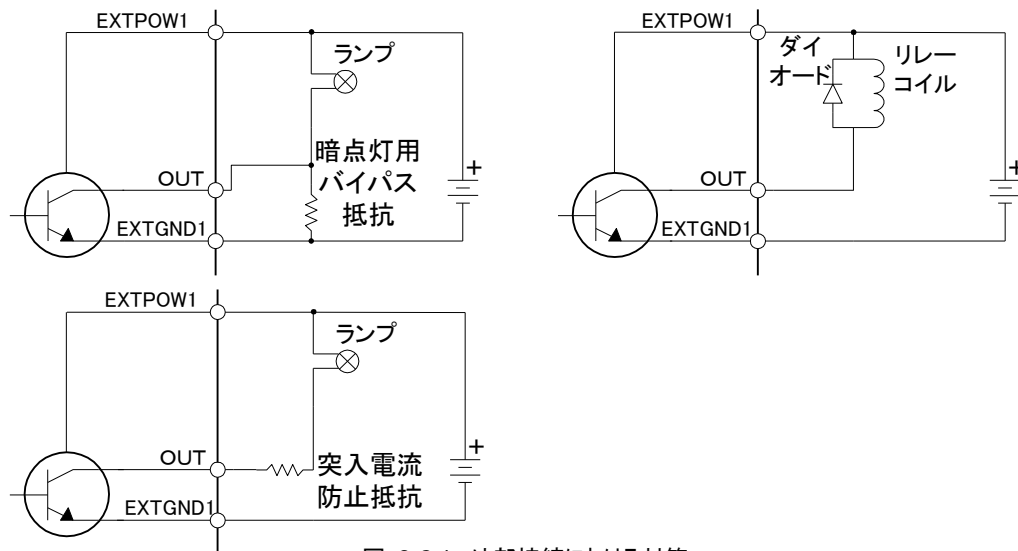 EXTPOW1
ランプ
暗点灯用
バイパス
抵抗
OUT
EXTGND1
+
EXTPOW1
ダイ
オード
リレー
コイル
OUT
EXTGND1
+
EXTPOW1
ランプ
OUT
突入電流
防止抵抗
EXTGND1
+